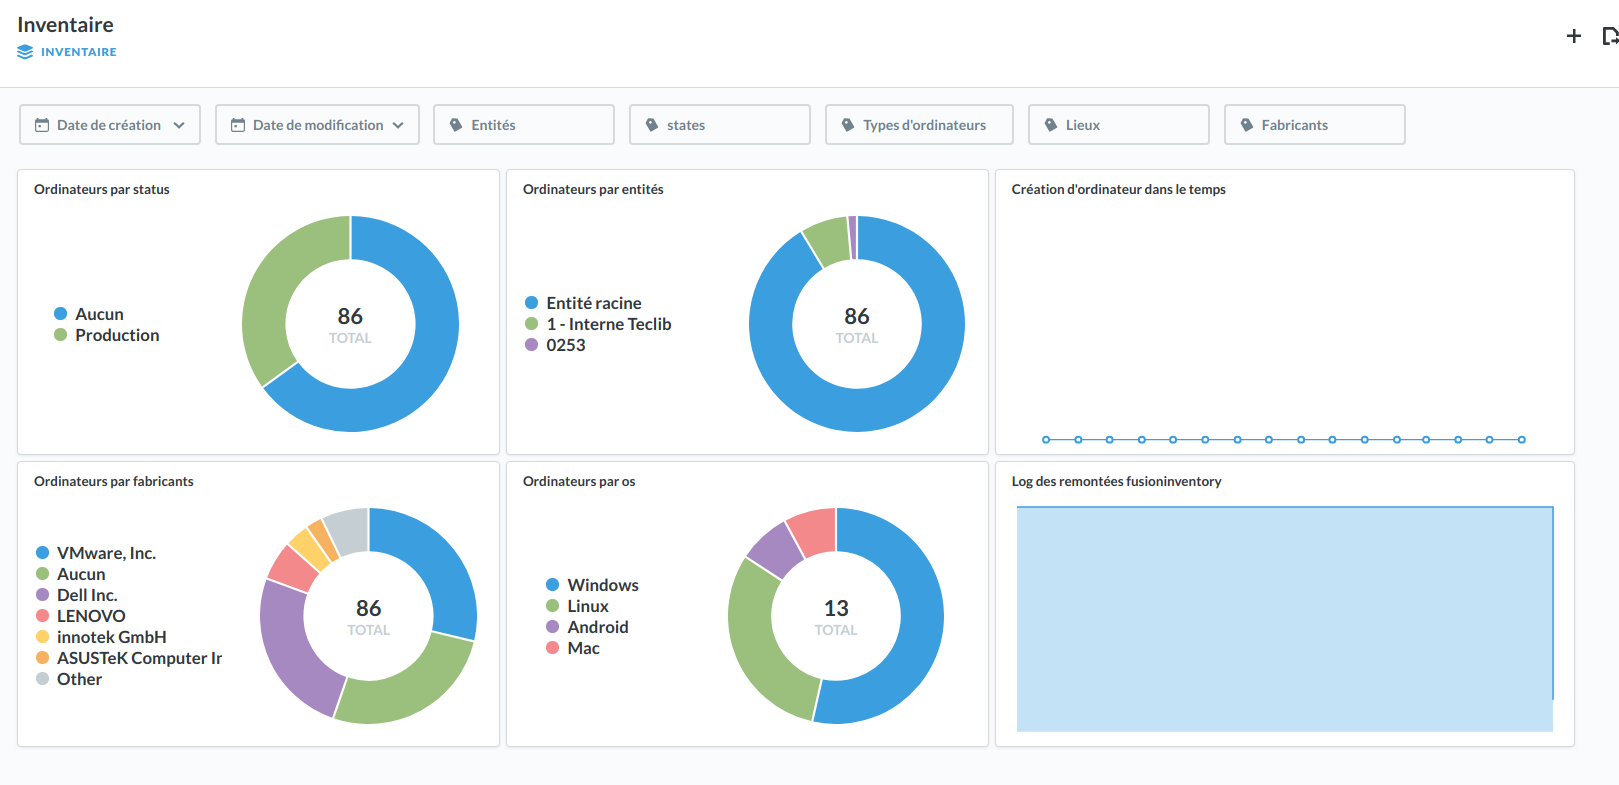 Inventaire
INVENTAIRE
Date de création
Date de modification
Entités
states
Types d'ordinateurs
Lieux
Fabricants
Ordinateurs par status
Aucun
Production
86
TOTAL
Ordinateurs par entités
Entité racine
1 - Interne Teclib
0253
86
TOTAL
Création d'ordinateur dans le temps
Ordinateurs par fabricants
VMware, Inc.
Aucun
Dell Inc.
LENOVO
innotek GmbH
ASUSTeK Computer Ir
Other
86
TOTAL
Ordinateurs par os
Windows
Linux
Android
Mac
13
TOTAL
Log des remontées fusioninventory